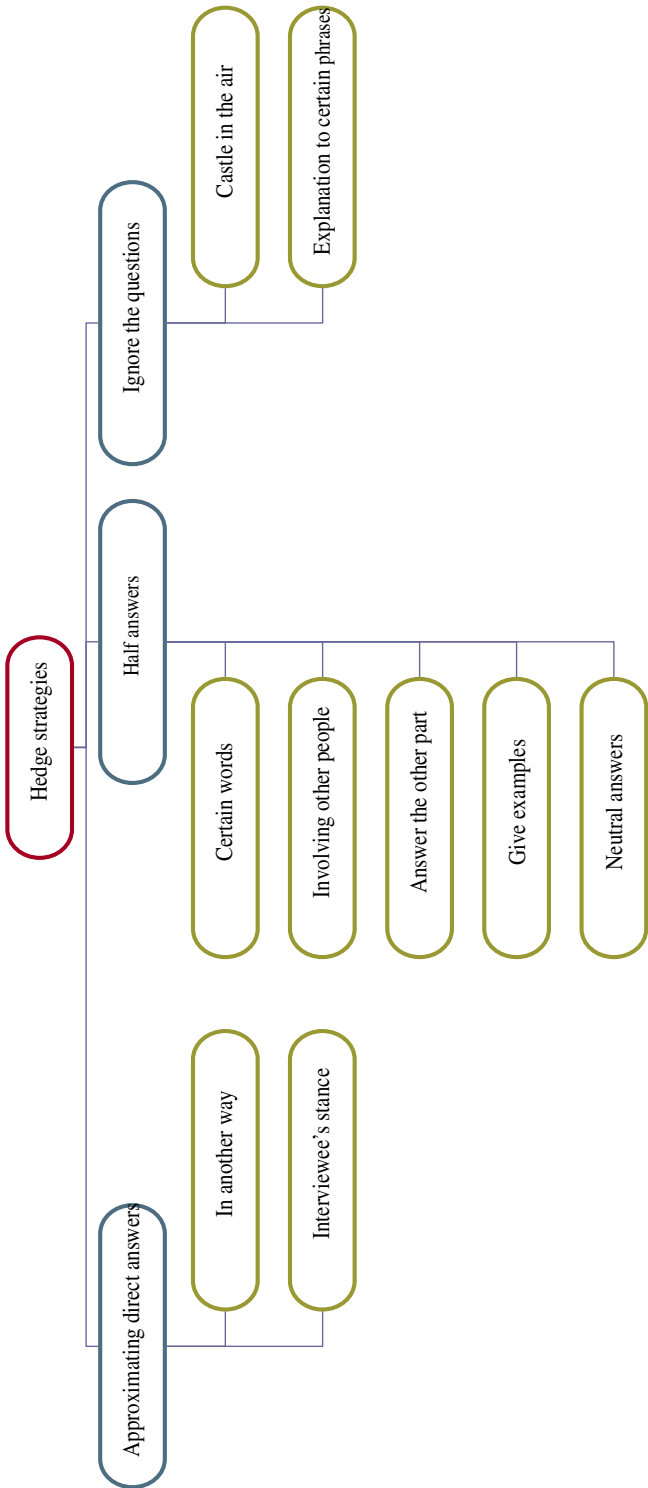 Hedge strategies
Approximating direct answers
In another way
Interviewee’s stance
Half answers
Certain words
Involving other people
Answer the other part
Give examples
Neutral answers
Ignore the questions
Castle in the air
Explanation to certain phrases